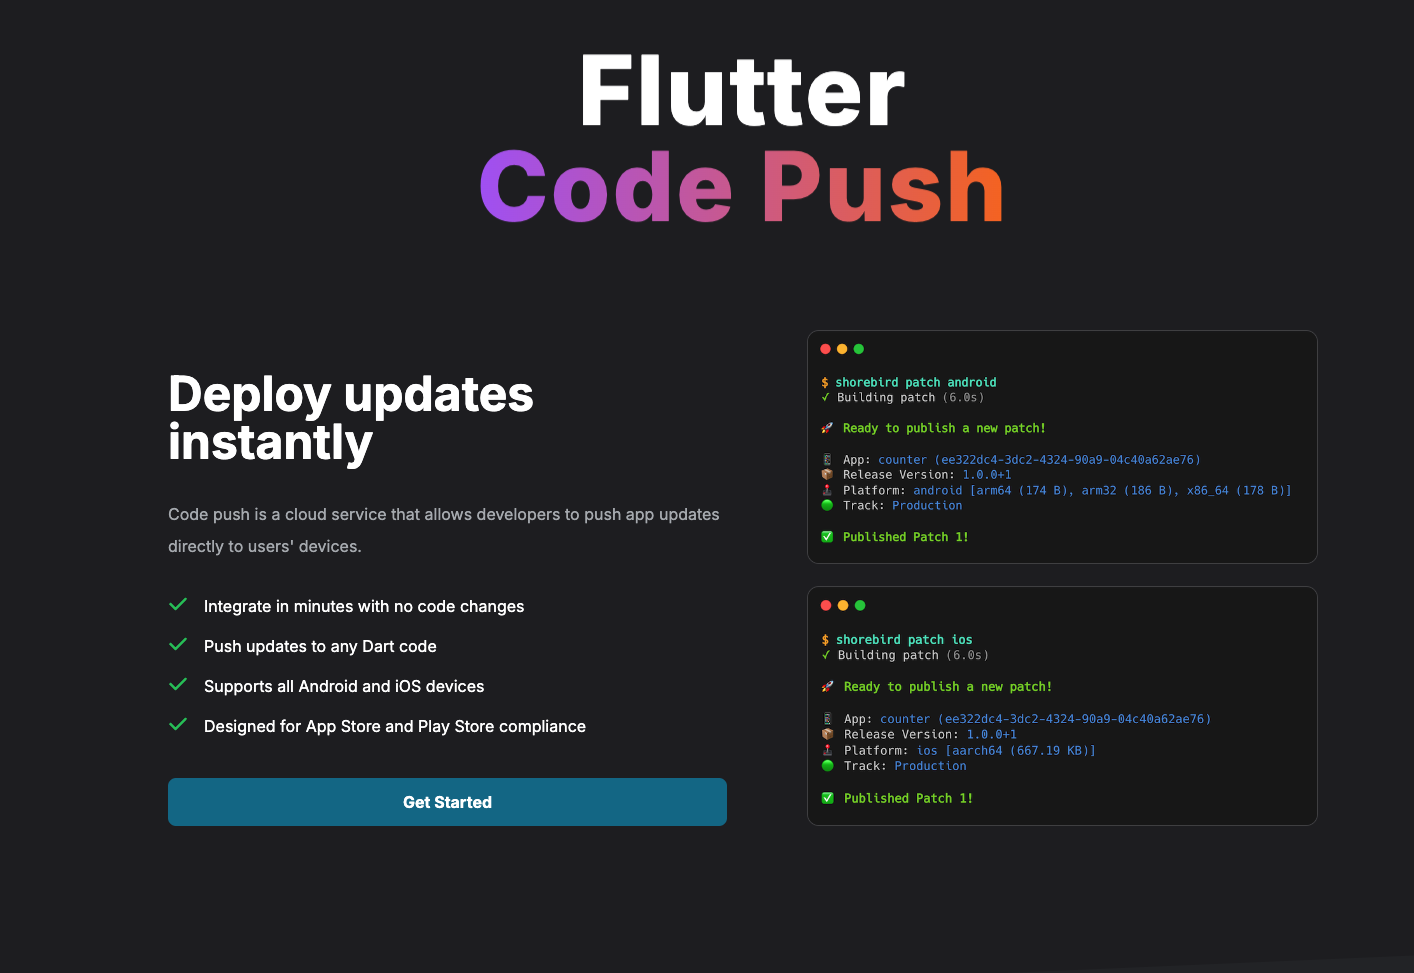 Flutter
Code Push
Deploy updates
instantly
Code push is a cloud service that allows developers to push app updates
directly to users' devices.
Integrate in minutes with no code changes
Push updates to any Dart code
Supports all Android and iOS devices
Designed for App Store and Play Store compliance
Get Started
$ shorebird patch android
✓ Building patch (6.0s)
🚀 Ready to publish a new patch!
📱 App: counter (ee322dc4-3dc2-4324-90a9-04c40a62ae76)
📦 Release Version: 1.0.0+1
🕹️ Platform: android [arm64 (174 B), arm32 (186 B), x86_64 (178 B)]
🟢 Track: Production
✅ Published Patch 1!
$ shorebird patch ios
✓ Building patch (6.0s)
🚀 Ready to publish a new patch!
📱 App: counter (ee322dc4-3dc2-4324-90a9-04c40a62ae76)
📦 Release Version: 1.0.0+1
🕹️ Platform: ios [aarch64 (667.19 KB)]
🟢 Track: Production
✅ Published Patch 1!